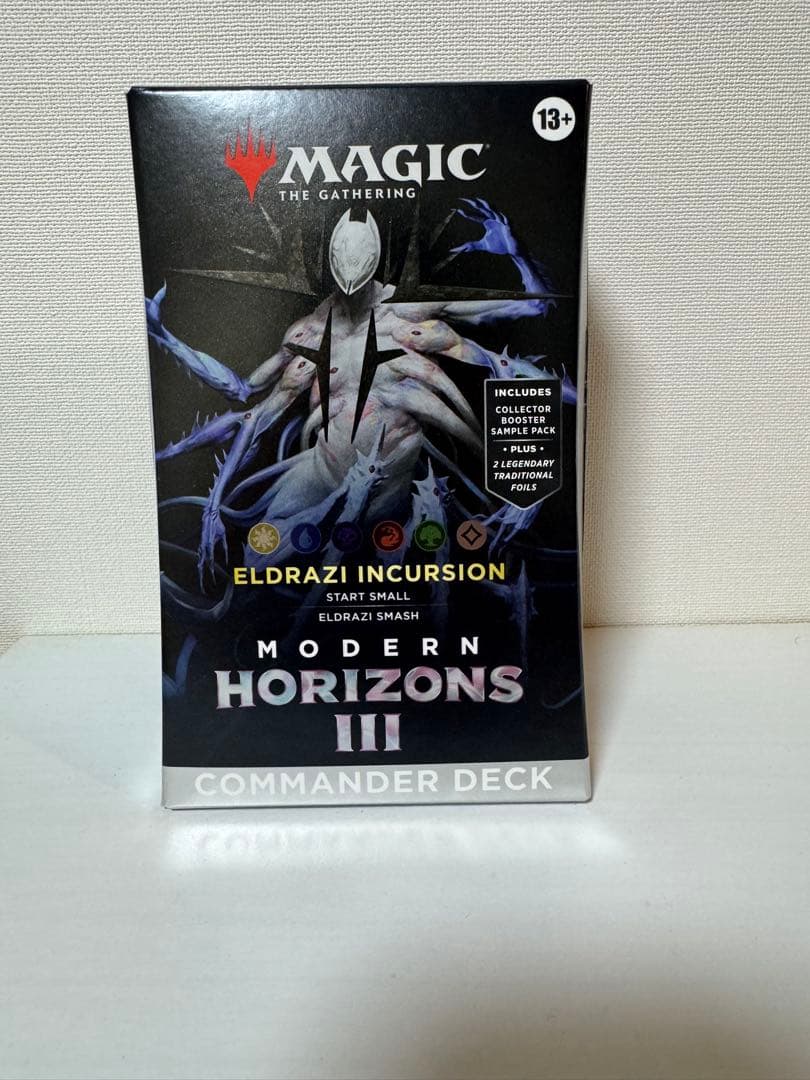 13+
MAGIC
THE GATHERING
INCLUDES
COLLECTOR
BOOSTER
SAMPLE PACK
• PLUS •
2 LEGENDARY
TRADITIONAL
FOILS
ELDRAZI INCURSION
START SMALL
ELDRAZI SMASH
MODERN
HORIZONS
III
COMMANDER DECK